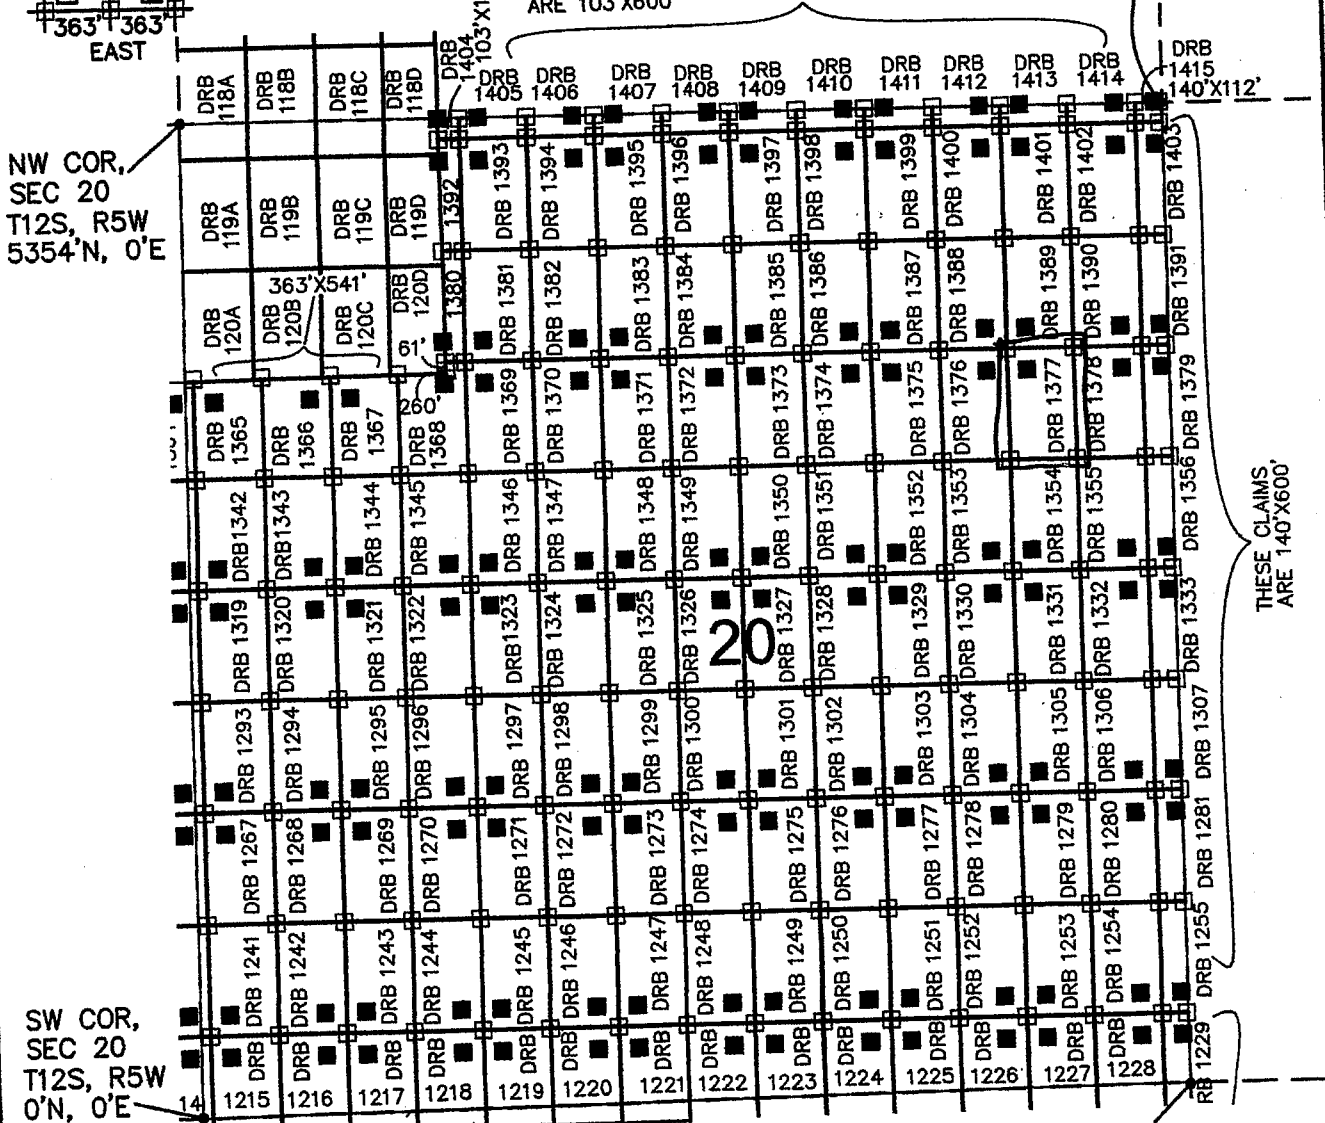 363' 363'
EAST
ARE 103'X600'
DRB
1404
103'X1
DRB
1405
DRB
1406
DRB
1407
DRB
1408
DRB
1409
DRB
1410
DRB
1411
DRB
1412
DRB
1413
DRB
1414
DRB
1415
140'X112'
DRB
118A
DRB
118B
DRB
118C
DRB
118D
NW COR,
SEC 20
T12S, R5W
5354'N, 0'E
DRB
119A
DRB
119B
DRB
119C
DRB
119D
1392
DRB 1393
DRB 1394
DRB 1395
DRB 1396
DRB 1397
DRB 1398
DRB 1399
DRB 1400
DRB 1401
DRB 1402
DRB 1403
363'X541'
DRB
120A
DRB
120B
DRB
120C
DRB
120D
1380
DRB 1381
DRB 1382
DRB 1383
DRB 1384
DRB 1385
DRB 1386
DRB 1387
DRB 1388
DRB 1389
DRB 1390
DRB 1391
61'
260'
DRB
1365
DRB
1366
DRB
1367
DRB
1368
DRB 1369
DRB 1370
DRB 1371
DRB 1372
DRB 1373
DRB 1374
DRB 1375
DRB 1376
DRB 1377
DRB 1378
DRB 1379
DRB1342
DRB1343
DRB 1344
DRB 1345
DRB 1346
DRB 1347
DRB 1348
DRB 1349
DRB 1350
DRB 1351
DRB 1352
DRB 1353
DRB 1354
DRB 1355
DRB 1356
THESE CLAIMS
ARE 140'X600'
DRB 1319
DRB 1320
DRB 1321
DRB 1322
DRB1323
DRB 1324
DRB 1325
DRB 1326
20
DRB 1327
DRB 1328
DRB 1329
DRB 1330
DRB 1331
DRB 1332
DRB 1333
DRB 1293
DRB 1294
DRB 1295
DRB 1296
DRB 1297
DRB 1298
DRB 1299
DRB 1300
DRB 1301
DRB 1302
DRB 1303
DRB 1304
DRB 1305
DRB 1306
DRB 1307
DRB 1267
DRB 1268
DRB 1269
DRB 1270
DRB 1271
DRB 1272
DRB 1273
DRB 1274
DRB 1275
DRB 1276
DRB 1277
DRB 1278
DRB 1279
DRB 1280
DRB 1281
DRB 1241
DRB 1242
DRB 1243
DRB 1244
DRB 1245
DRB 1246
DRB 1247
DRB 1248
DRB 1249
DRB 1250
DRB 1251
DRB 1252
DRB 1253
DRB 1254
DRB 1255
SW COR,
SEC 20
T12S, R5W
0'N, 0'E
14
DRB
1215
DRB
1216
DRB
1217
DRB
1218
DRB
1219
DRB
1220
DRB
1221
DRB
1222
DRB
1223
DRB
1224
DRB
1225
DRB
1226
DRB
1227
DRB
1228
RB 1229